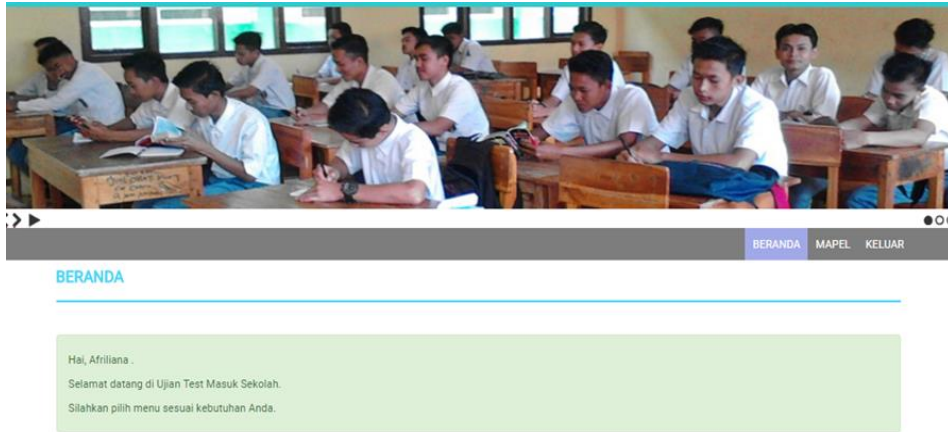 BERANDA MAPEL KELUAR
BERANDA
Hai, Afriliana .
Selamat datang di Ujian Test Masuk Sekolah.
Silahkan pilih menu sesuai kebutuhan Anda.